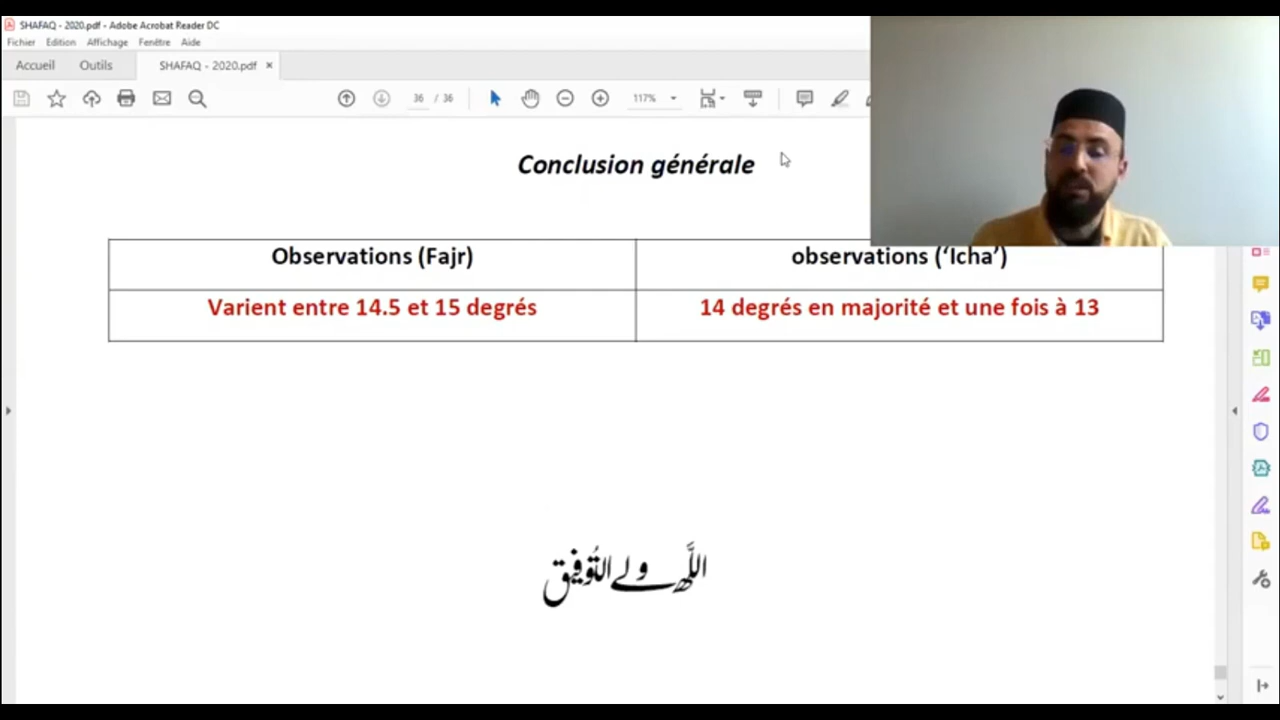 SHAFAQ - 2020.pdf - Adobe Acrobat Reader DC
Fichier Edition Affichage Fenêtre Aide
Accueil Outils SHAFAQ - 2020.pdf ×
36 / 36 117%
Conclusion générale
Observations (Fajr) observations (‘Icha’)
Varient entre 14.5 et 15 degrés 14 degrés en majorité et une fois à 13
اللّٰه ولي التوفيق